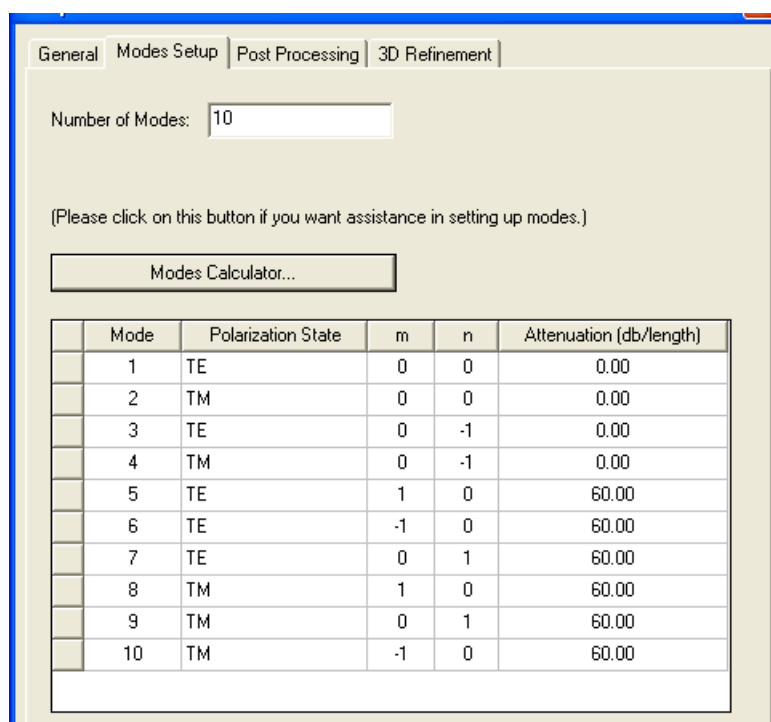 General Modes Setup Post Processing 3D Refinement
Number of Modes: 10
(Please click on this button if you want assistance in setting up modes.)
Modes Calculator...
Mode Polarization State m n Attenuation (db/length)
1 TE 0 0 0.00
2 TM 0 0 0.00
3 TE 0 -1 0.00
4 TM 0 -1 0.00
5 TE 1 0 60.00
6 TE -1 0 60.00
7 TE 0 1 60.00
8 TM 1 0 60.00
9 TM 0 1 60.00
10 TM -1 0 60.00